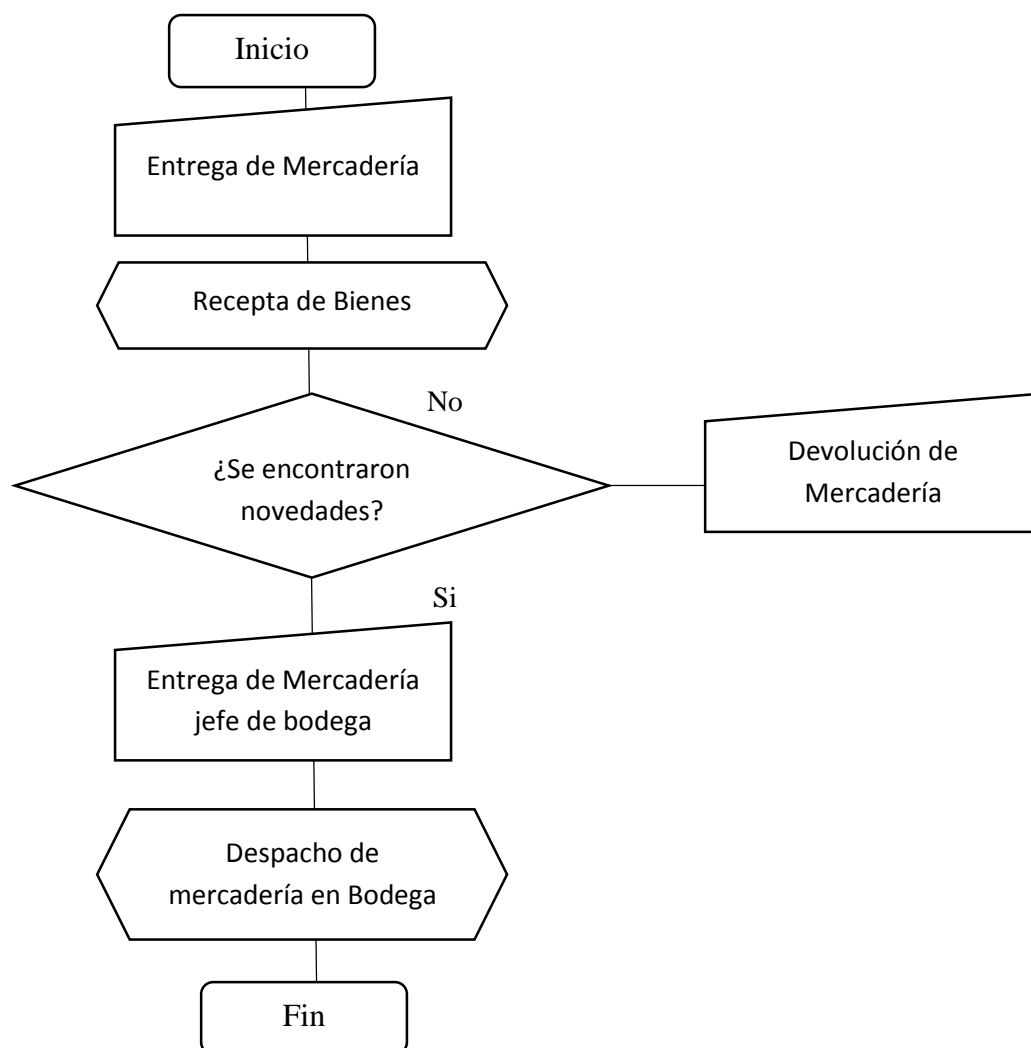 Inicio
Entrega de Mercadería
Recepta de Bienes
No
¿Se encontraron
novedades?
Devolución de
Mercadería
Si
Entrega de Mercadería
jefe de bodega
Despacho de
mercadería en Bodega
Fin